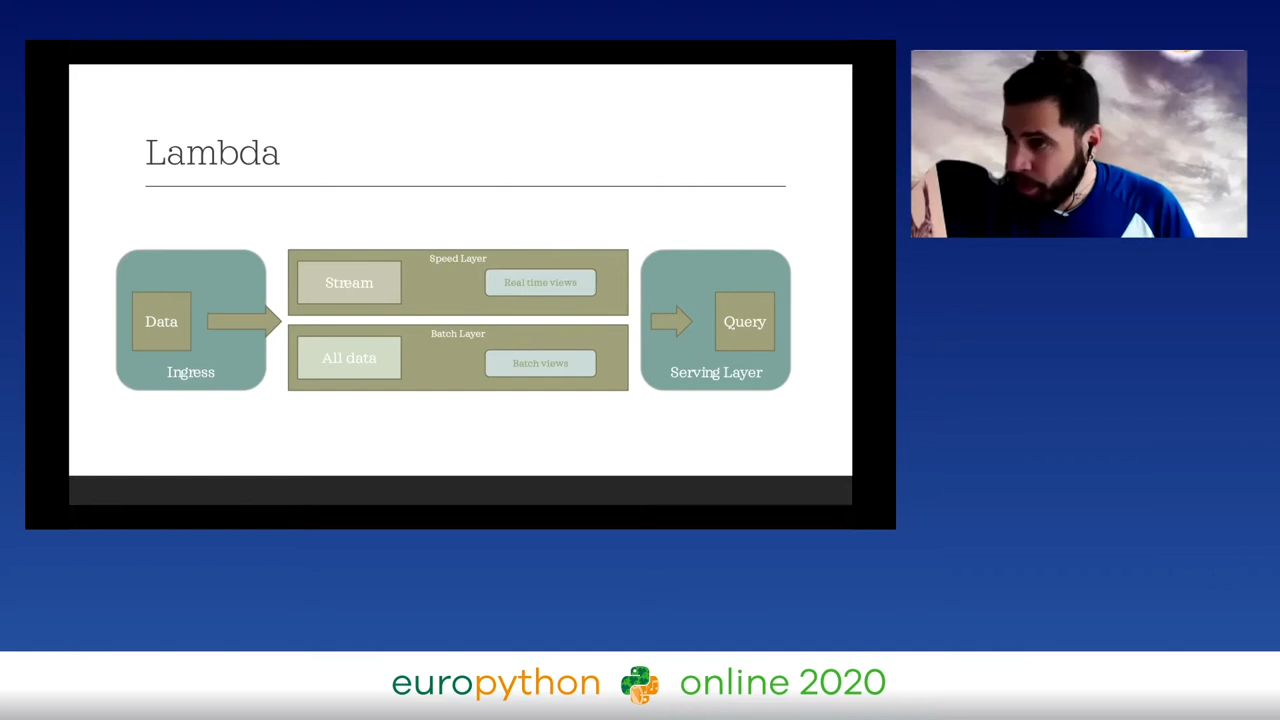 Lambda
Data
Ingress
Speed Layer
Stream
Real time views
Batch Layer
All data
Batch views
Query
Serving Layer
europython online 2020